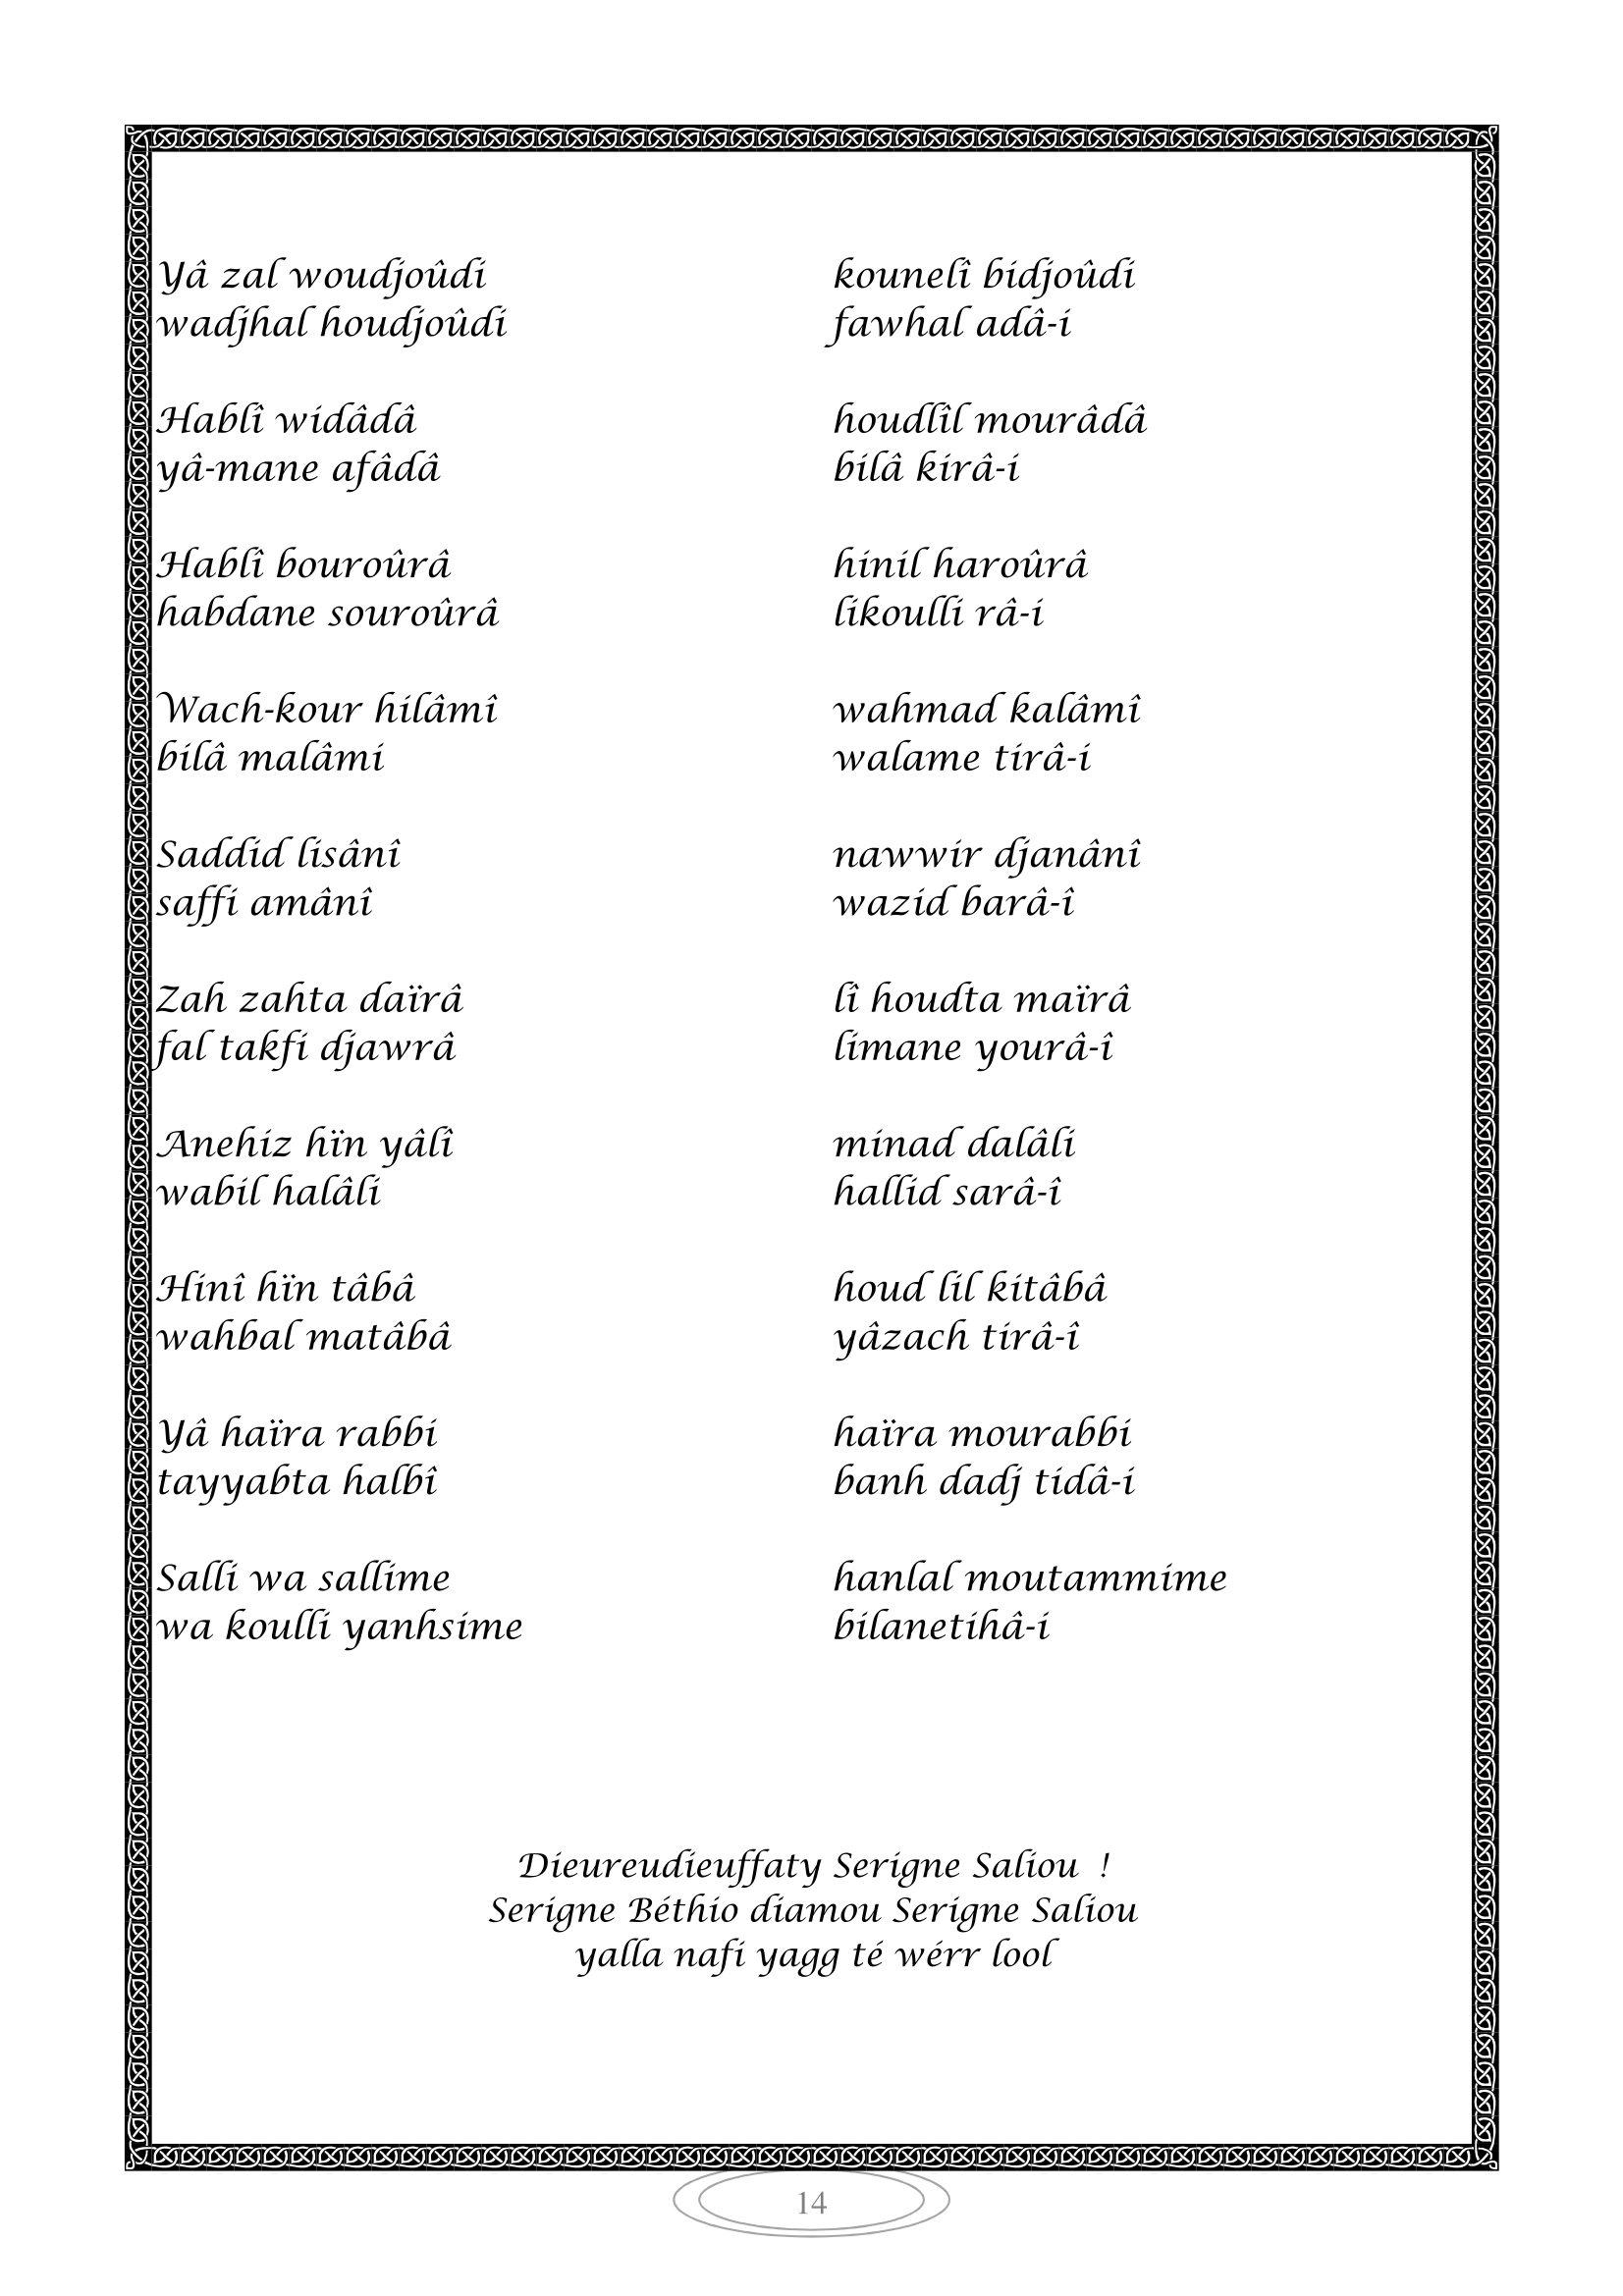 Yâ zal woudjoûdi kounelî bidjoûdi
wadjhal houdjoûdi fawhal adâ-i
Hablî widâdâ houdlîl mourâdâ
yâ-mane afâdâ bilâ kirâ-i
Hablî bouroûrâ hinil haroûrâ
habdane souroûrâ likoulli râ-i
Wach-kour hilâmî wahmad kalâmî
bilâ malâmi walame tirâ-i
Saddid lisânî nawwir djanânî
saffi amânî wazid barâ-î
Zah zahta daïrâ lî houdta maïrâ
fal takfi djawrâ limane yourâ-î
Anehiz hïn yâlî minad dalâli
wabil halâli hallid sarâ-î
Hinî hïn tâbâ houd lil kitâbâ
wahbal matâbâ yâzach tirâ-î
Yâ haïra rabbi haïra mourabbi
tayyabta halbî banh dadj tidâ-i
Salli wa sallime hanlal moutammime
wa koulli yanhsime bilanetihâ-i
Dieureudieuffaty Serigne Saliou !
Serigne Béthio diamou Serigne Saliou
yalla nafi yagg té wérr lool
14